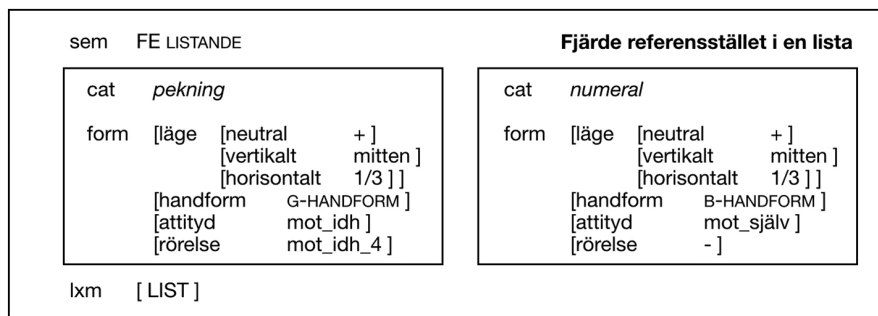 sem FE LISTANDE Fjärde referensstället i en lista
cat pekning
form [läge [neutral + ]
[vertikalt mitten ]
[horisontalt 1/3 ] ]
[handform G-HANDFORM ]
[attityd mot_idh ]
[rörelse mot_idh_4 ]
cat numeral
form [läge [neutral + ]
[vertikalt mitten ]
[horisontalt 1/3 ] ]
[handform B-HANDFORM ]
[attityd mot_själv ]
[rörelse - ]
lxm [ LIST ]